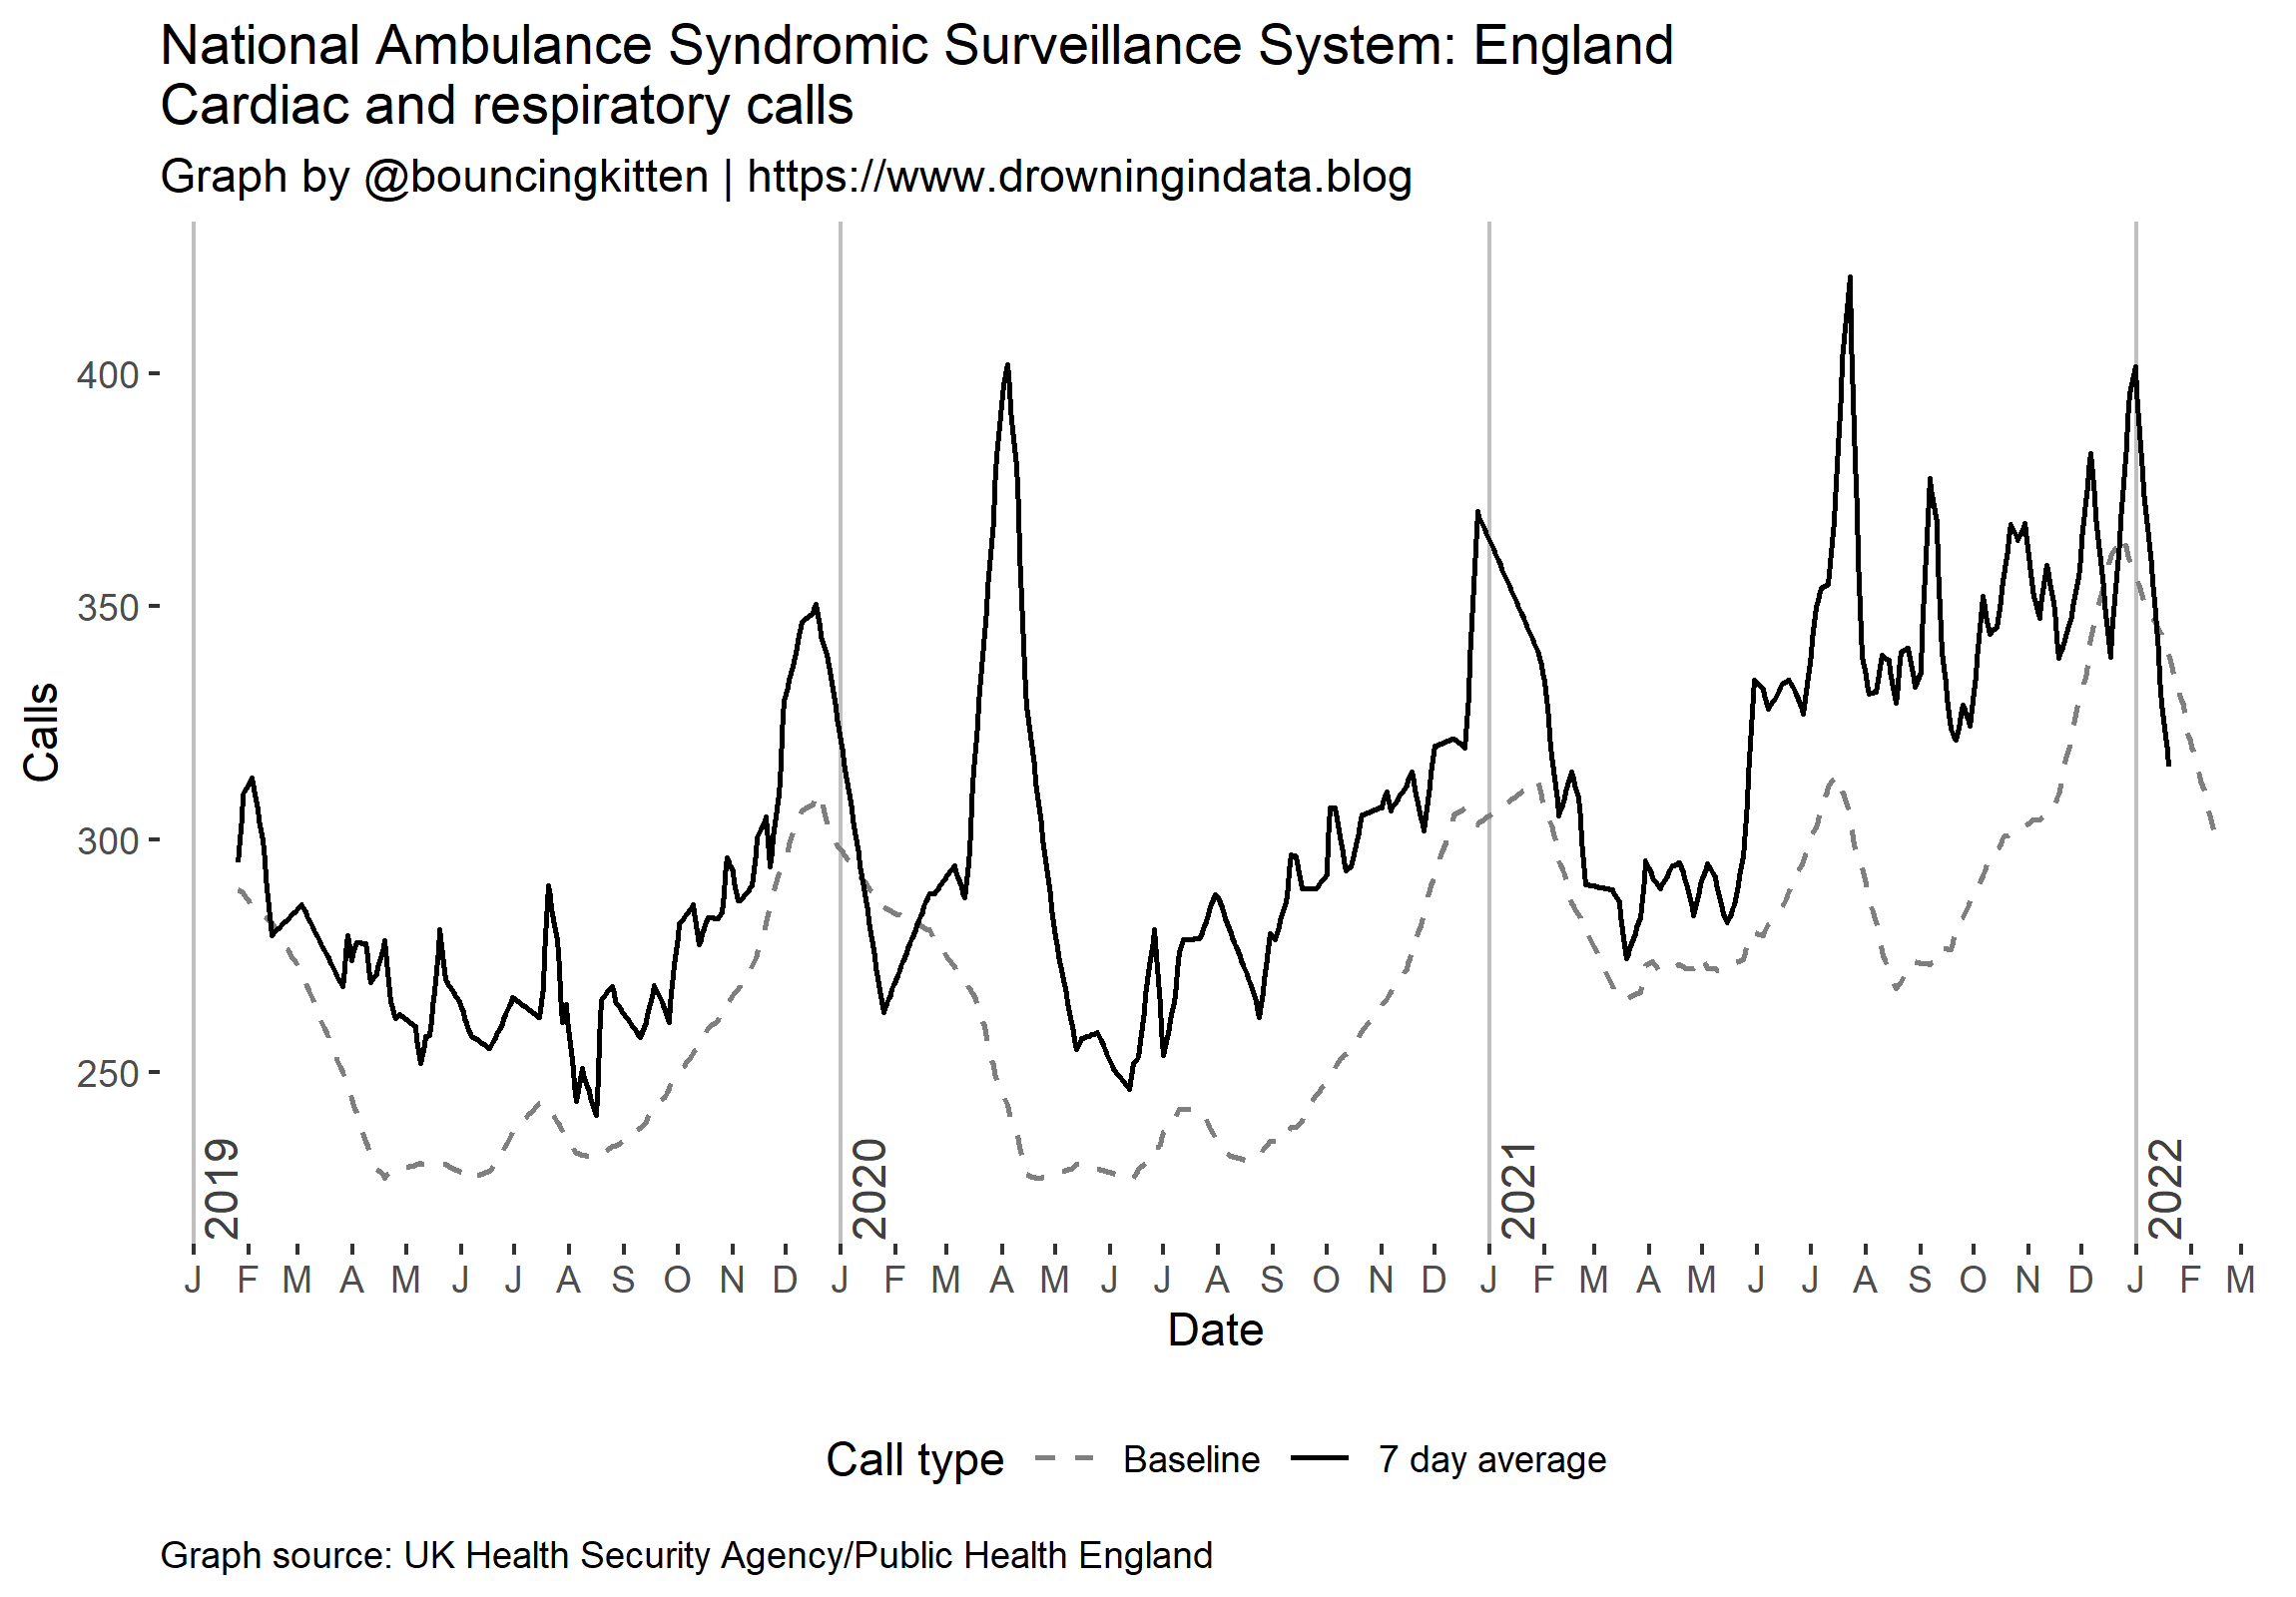 National Ambulance Syndromic Surveillance System: England
Cardiac and respiratory calls
Graph by @bouncingkitten | https://www.drowningindata.blog
Calls
400
350
300
250
2019
2020
2021
2022
J F M A M J J A S O N D J F M A M J J A S O N D J F M A M J J A S O N D J F M
Date
Call type Baseline 7 day average
Graph source: UK Health Security Agency/Public Health England